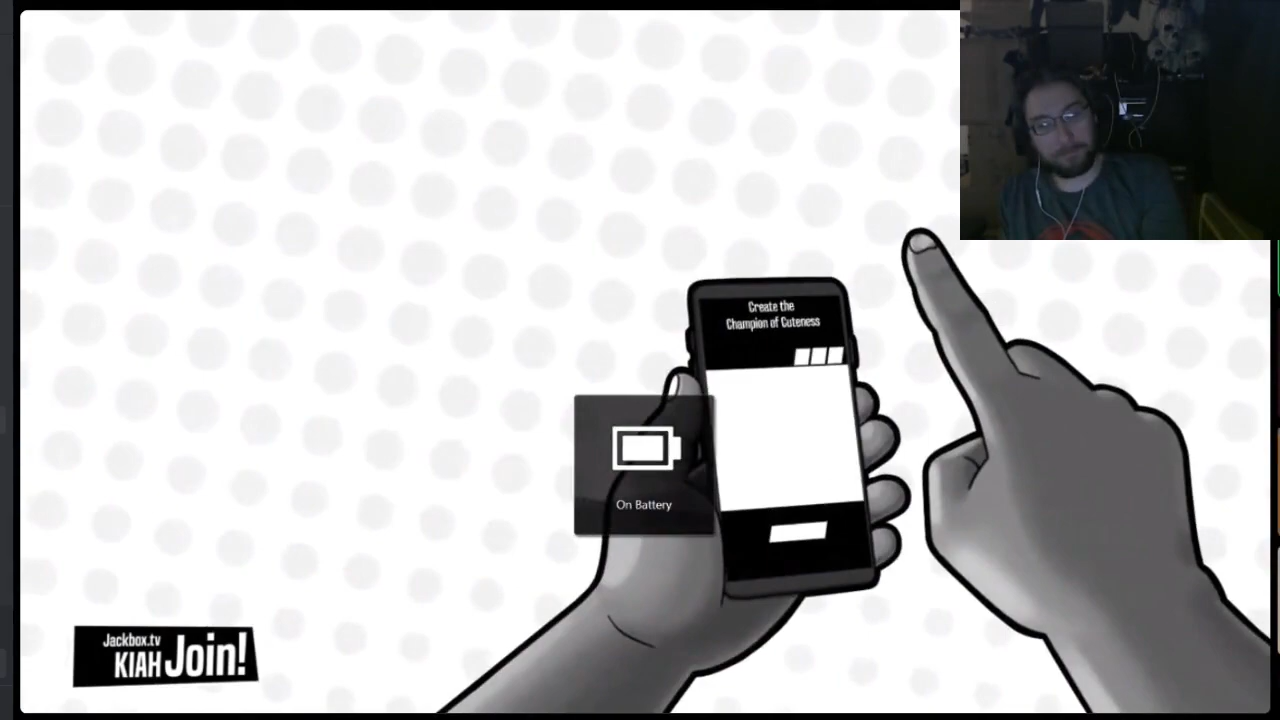 Create the
Champion of Cuteness
On Battery
Jackbox.tv
KIAH Join!